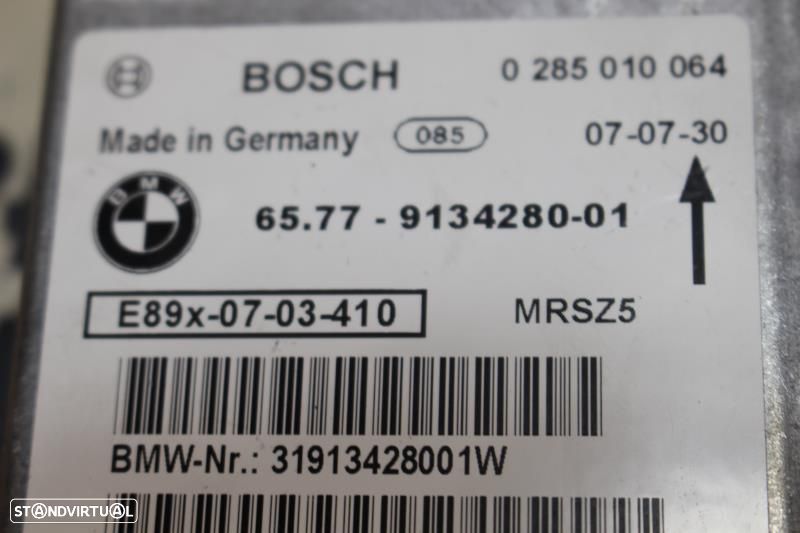 BOSCH 0 285 010 064
Made in Germany 085 07-07-30
BMW 65.77 - 9134280-01
E89x-07-03-410 MRSZ5
BMW-Nr.: 31913428001W
STANDVIRTUAL